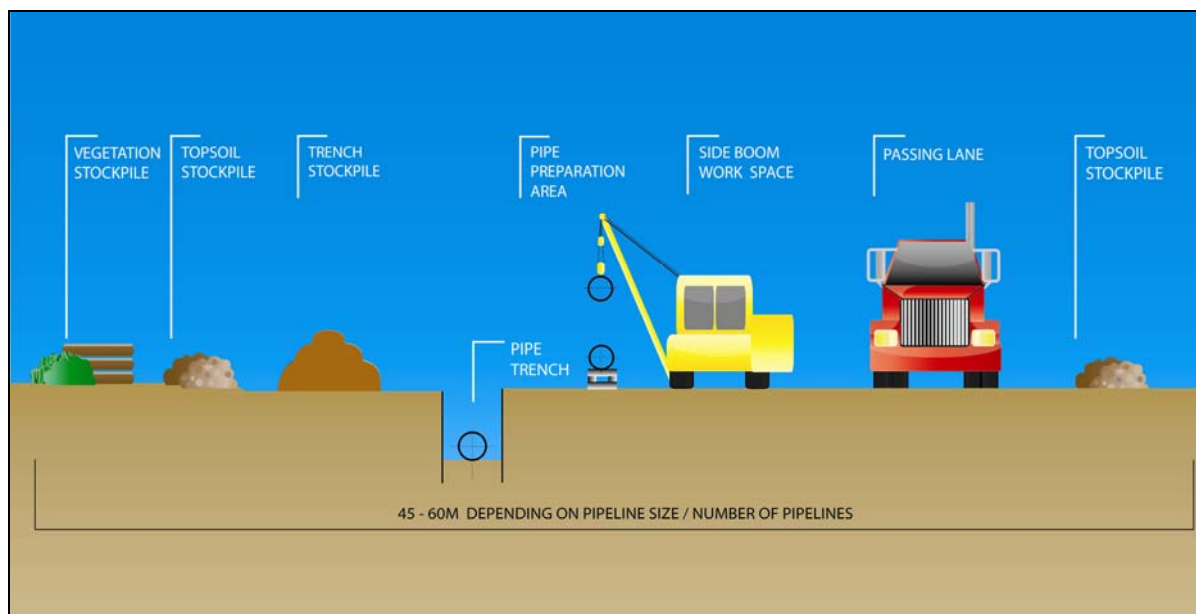 VEGETATION
STOCKPILE
TOPSOIL
STOCKPILE
TRENCH
STOCKPILE
PIPE
PREPARATION
AREA
SIDE BOOM
WORK SPACE
PASSING LANE
TOPSOIL
STOCKPILE
PIPE
TRENCH
45 - 60M DEPENDING ON PIPELINE SIZE / NUMBER OF PIPELINES